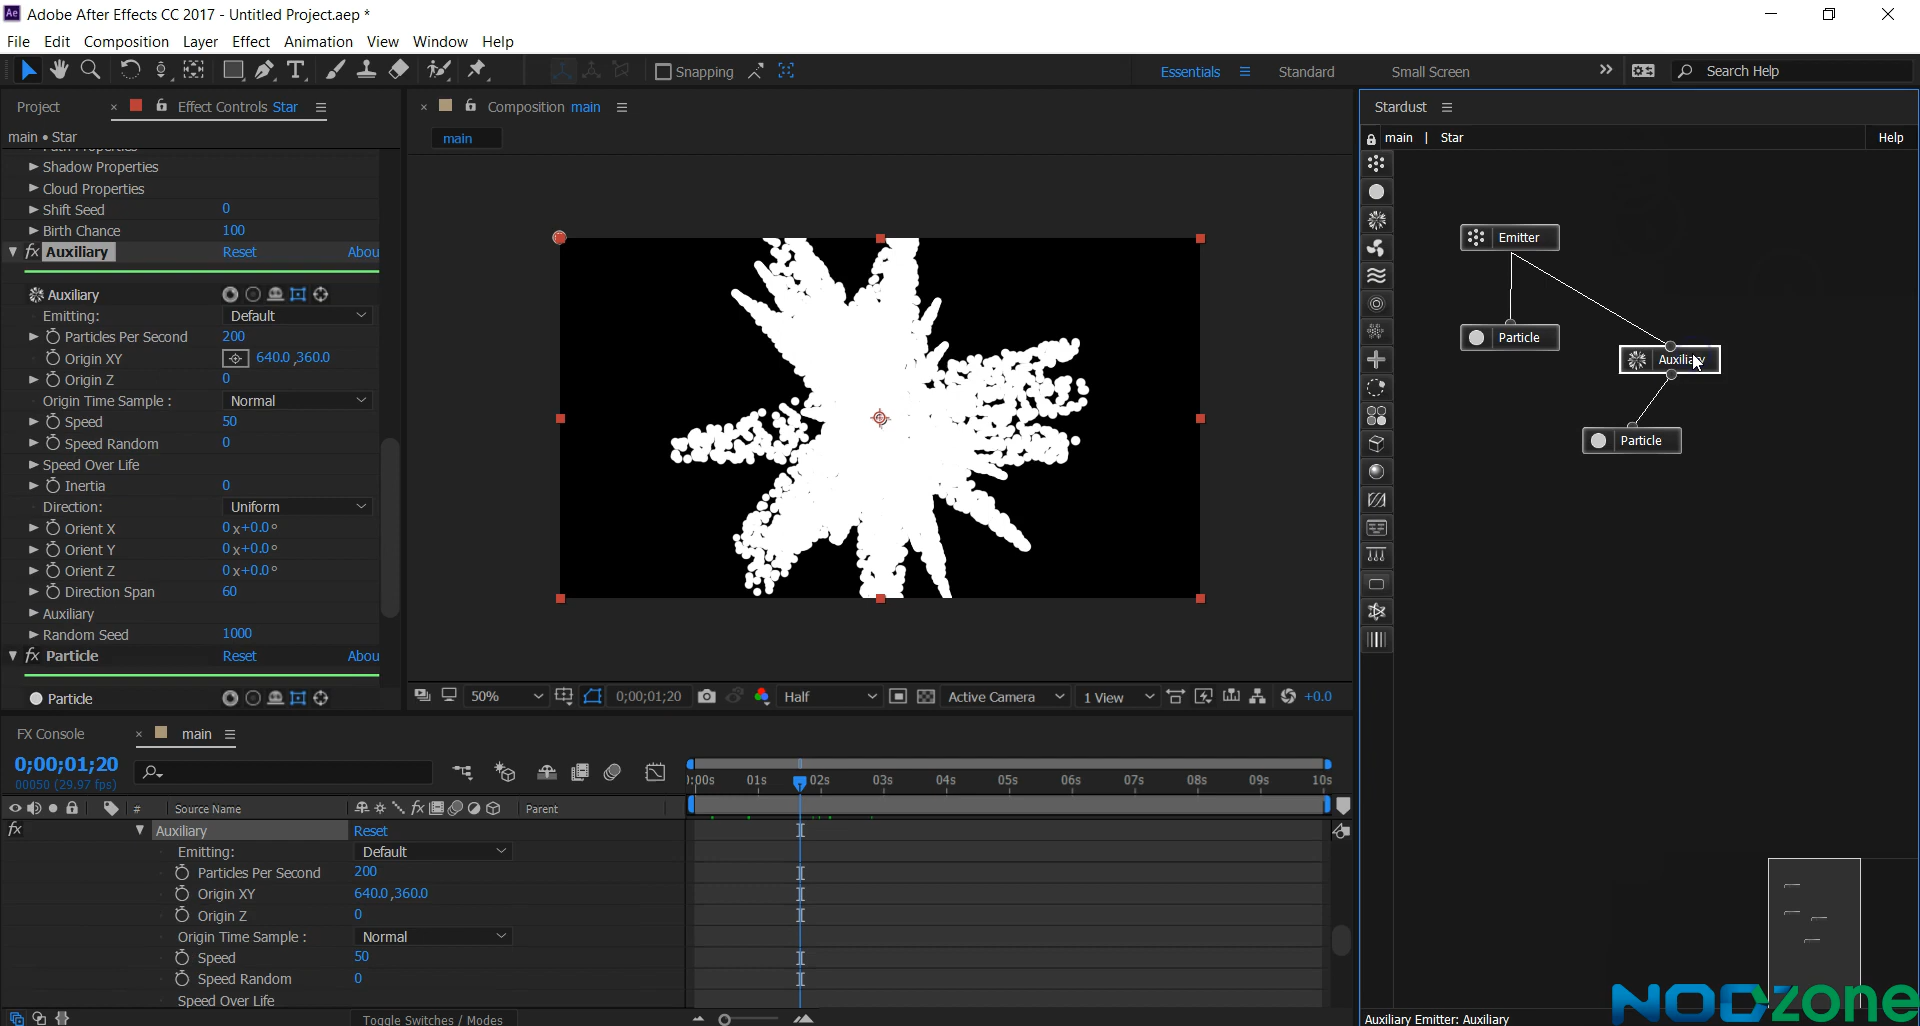 Ae Adobe After Effects CC 2017 - Untitled Project.aep *
File Edit Composition Layer Effect Animation View Window Help
Snapping Essentials Standard Small Screen Search Help
Project × Effect Controls Star
main • Star
× Composition main
main
Stardust
main | Star Help
Shadow Properties
Cloud Properties
Shift Seed 0
Birth Chance 100
fx Auxiliary Reset Abou
Auxiliary
Emitting: Default
Particles Per Second 200
Origin XY 640.0 ,360.0
Origin Z 0
Origin Time Sample : Normal
Speed 50
Speed Random 0
Speed Over Life
Inertia 0
Direction: Uniform
Orient X 0 x+0.0 °
Orient Y 0 x+0.0 °
Orient Z 0 x+0.0 °
Direction Span 60
Auxiliary
Random Seed 1000
fx Particle Reset Abou
Particle
Emitter
Particle
Particle
50% 0;00;01;20 Half Active Camera 1 View +0.0
FX Console × main
0;00;01;20
00050 (29.97 fps)
):00s 01s 02s 03s 04s 05s 06s 07s 08s 09s 10s
# Source Name fx Parent
fx Auxiliary Reset
Emitting: Default
Particles Per Second 200
Origin XY 640.0 ,360.0
Origin Z 0
Origin Time Sample : Normal
Speed 50
Speed Random 0
Speed Over Life
Toggle Switches / Modes
Auxiliary Emitter: Auxiliary